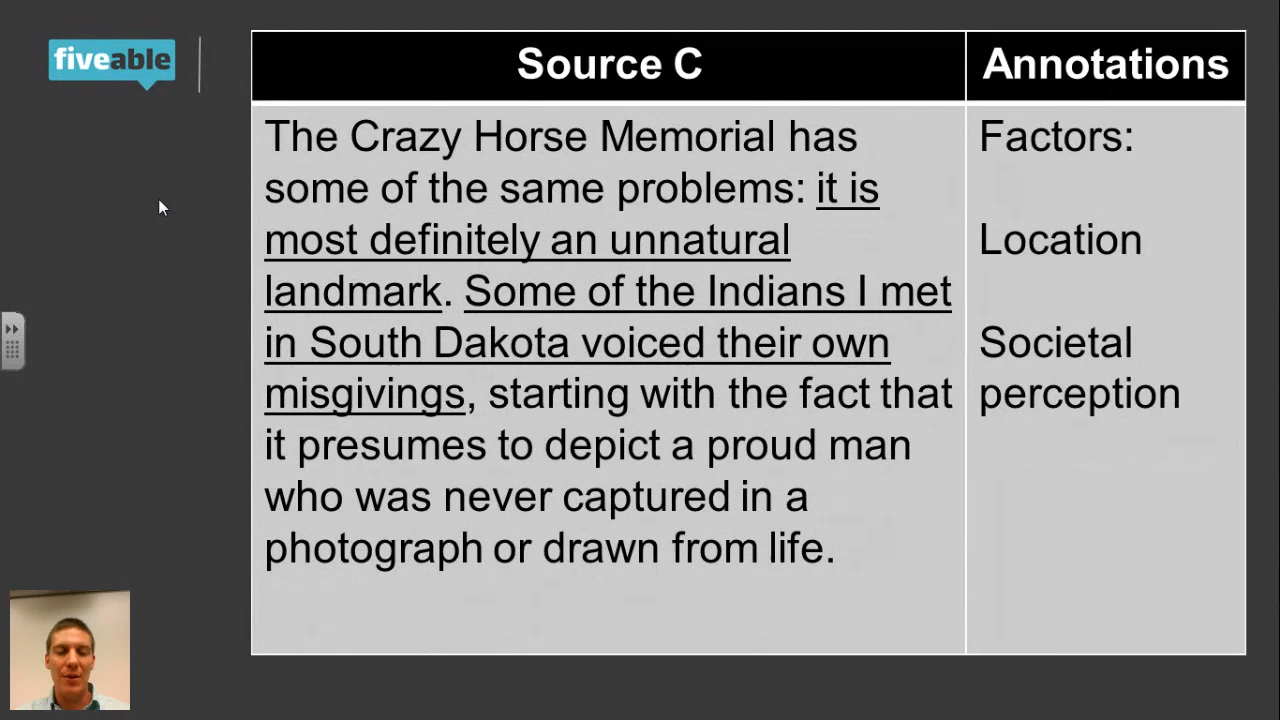 fiveable
Source C
Annotations
The Crazy Horse Memorial has
some of the same problems: it is
most definitely an unnatural
landmark. Some of the Indians I met
in South Dakota voiced their own
misgivings, starting with the fact that
it presumes to depict a proud man
who was never captured in a
photograph or drawn from life.
Factors:
Location
Societal
perception